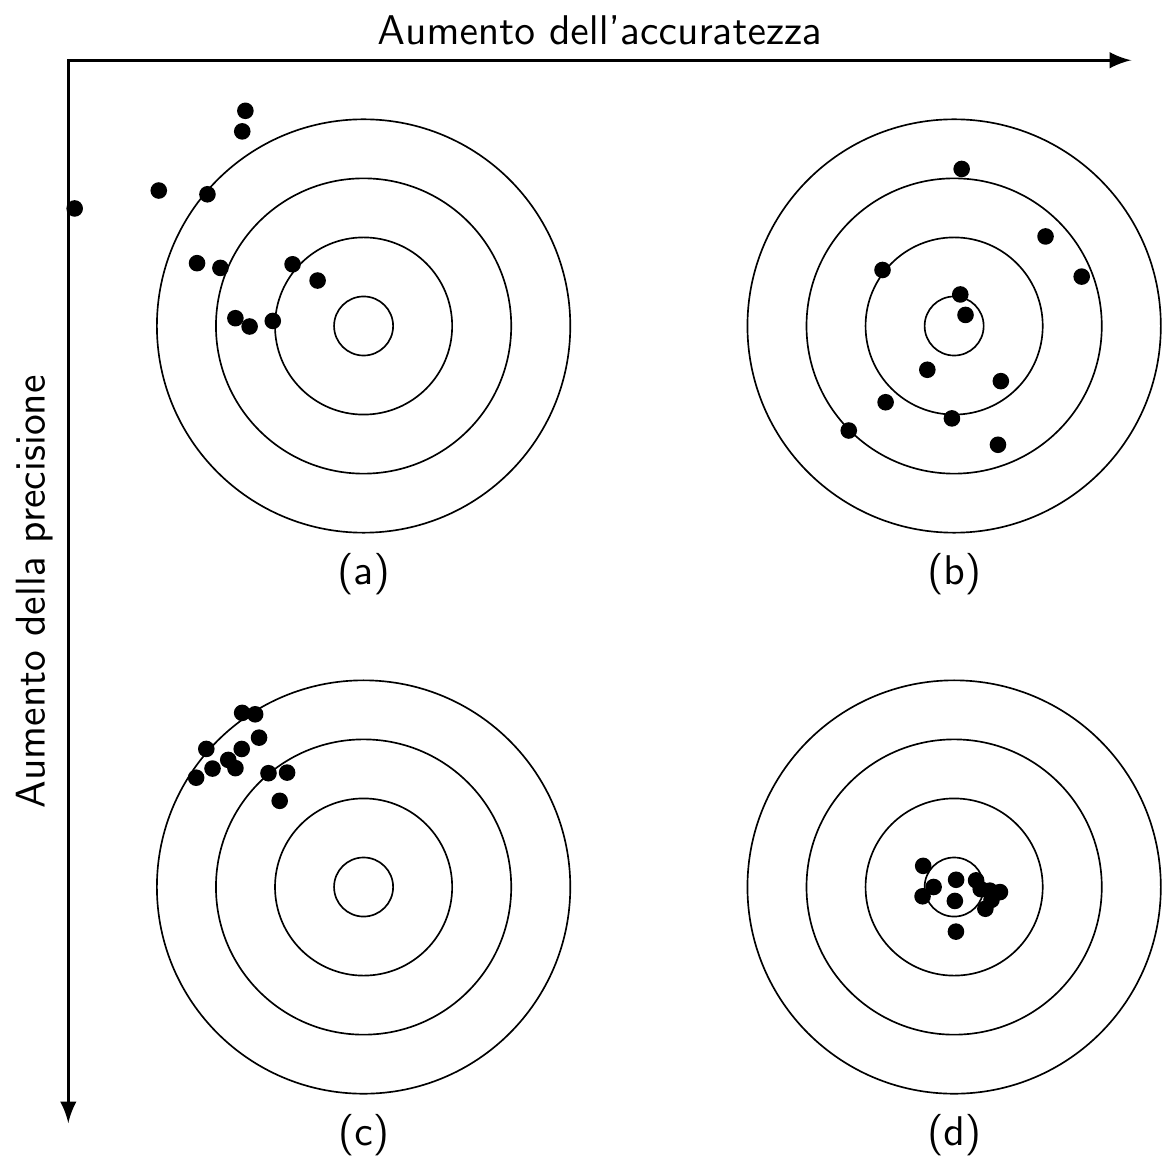 Aumento dell'accuratezza
Aumento della precisione
(a)
(b)
(c)
(d)